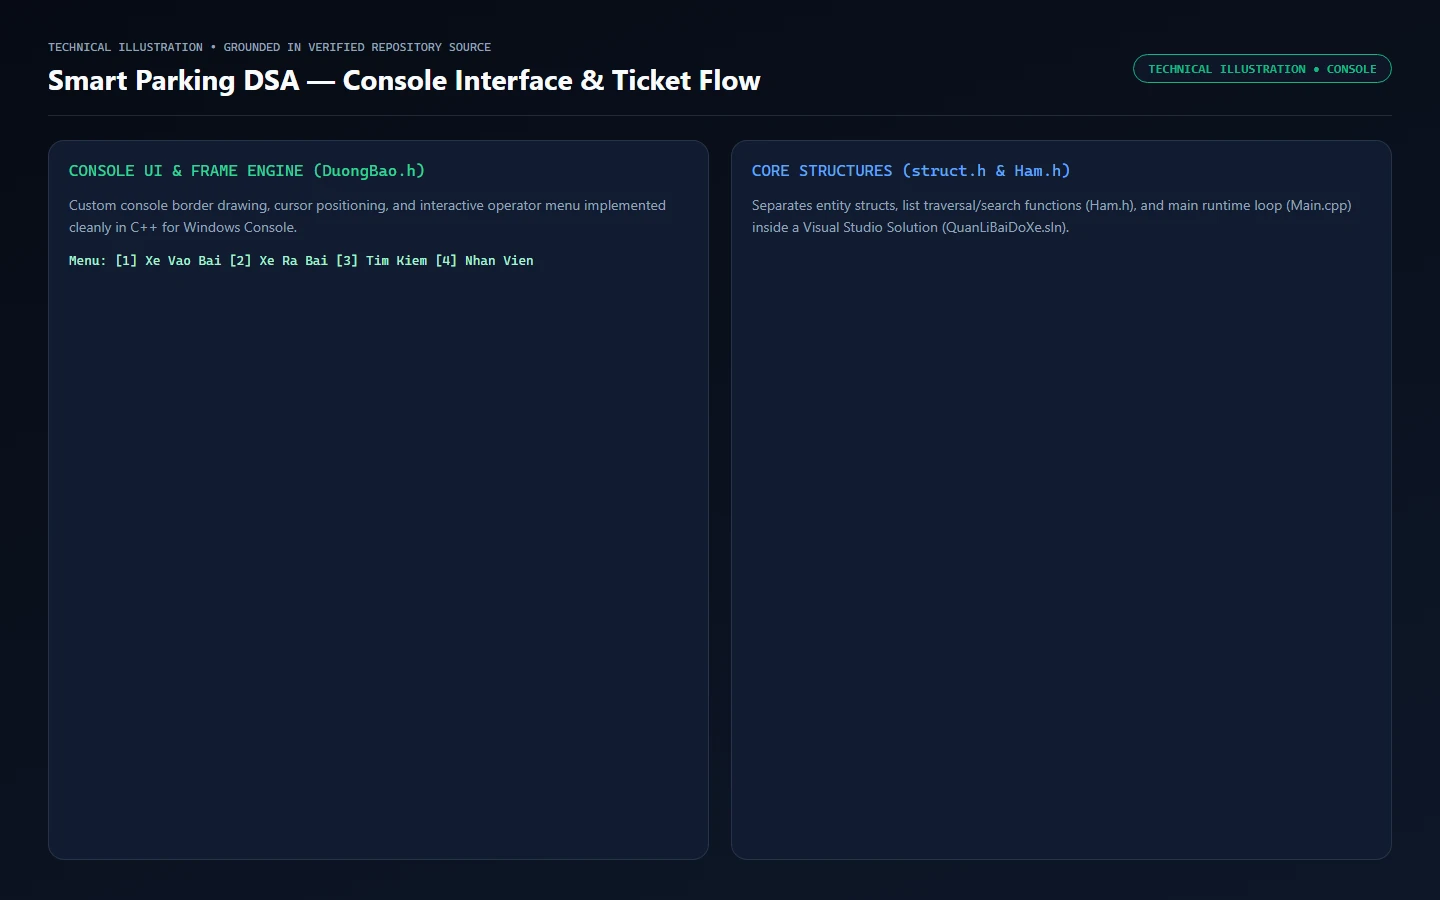 TECHNICAL ILLUSTRATION • GROUNDED IN VERIFIED REPOSITORY SOURCE
Smart Parking DSA — Console Interface & Ticket Flow
TECHNICAL ILLUSTRATION • CONSOLE
CONSOLE UI & FRAME ENGINE (DuongBao.h)
Custom console border drawing, cursor positioning, and interactive operator menu implemented
cleanly in C++ for Windows Console.
Menu: [1] Xe Vao Bai [2] Xe Ra Bai [3] Tim Kiem [4] Nhan Vien
CORE STRUCTURES (struct.h & Ham.h)
Separates entity structs, list traversal/search functions (Ham.h), and main runtime loop (Main.cpp)
inside a Visual Studio Solution (QuanLiBaiDoXe.sln).